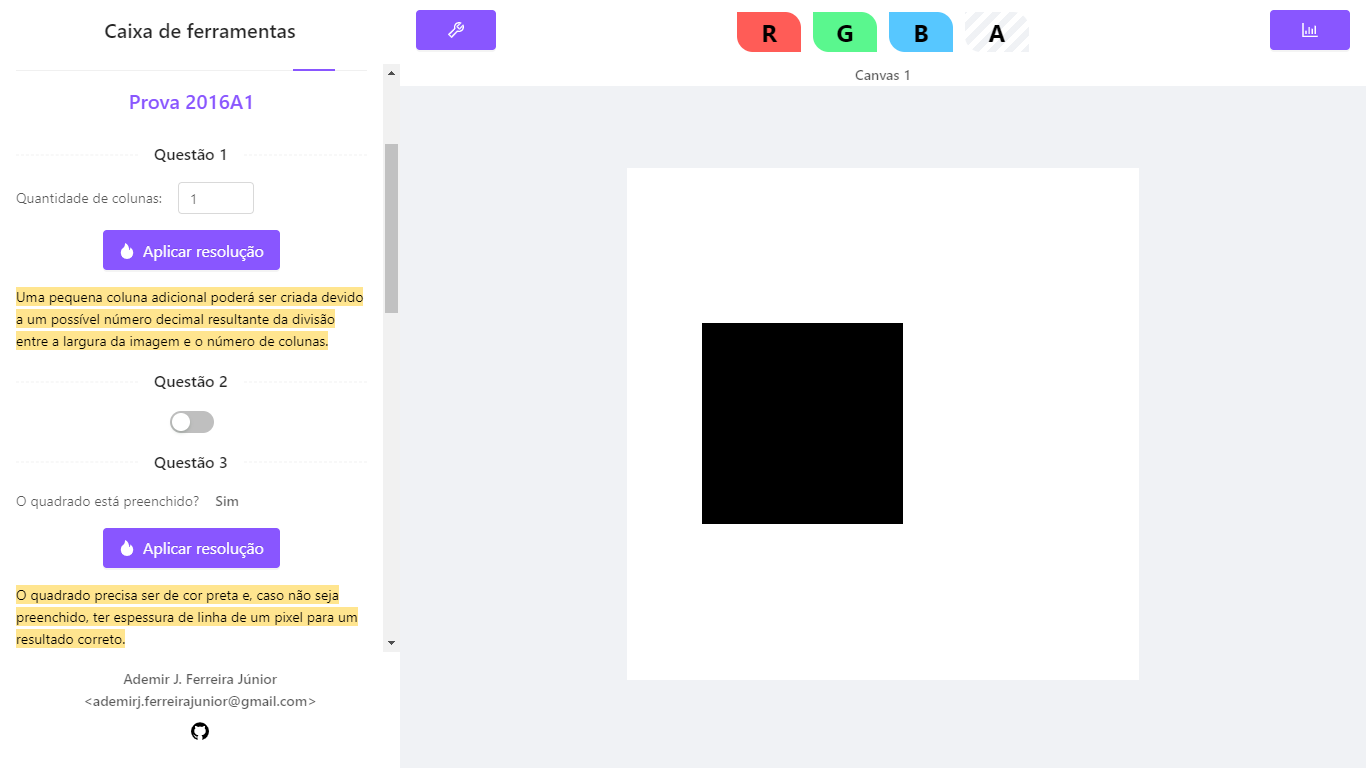 Caixa de ferramentas
Prova 2016A1
Questão 1
Quantidade de colunas: 1
Aplicar resolução
Uma pequena coluna adicional poderá ser criada devido
a um possível número decimal resultante da divisão
entre a largura da imagem e o número de colunas.
Questão 2
Questão 3
O quadrado está preenchido? Sim
Aplicar resolução
O quadrado precisa ser de cor preta e, caso não seja
preenchido, ter espessura de linha de um pixel para um
resultado correto.
Ademir J. Ferreira Júnior
<ademirj.ferreirajunior@gmail.com>
R G B A
Canvas 1